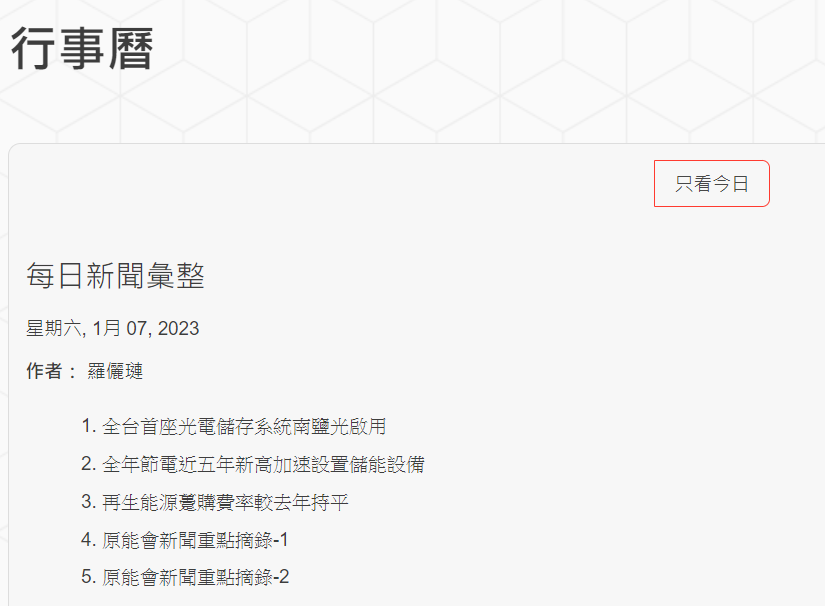 行事曆
只看今日
每日新聞彙整
星期六, 1月 07, 2023
作者： 羅儷璉
1. 全台首座光電儲存系統南鹽光啟用
2. 全年節電近五年新高加速設置儲能設備
3. 再生能源躉購費率較去年持平
4. 原能會新聞重點摘錄-1
5. 原能會新聞重點摘錄-2